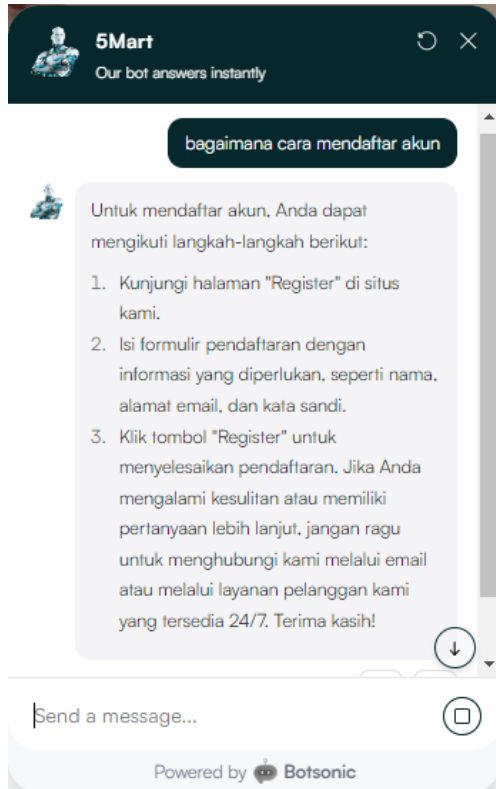 5Mart
Our bot answers instantly
bagaimana cara mendaftar akun
Untuk mendaftar akun, Anda dapat
mengikuti langkah-langkah berikut:
1. Kunjungi halaman "Register" di situs
kami.
2. Isi formulir pendaftaran dengan
informasi yang diperlukan, seperti nama,
alamat email, dan kata sandi.
3. Klik tombol "Register" untuk
menyelesaikan pendaftaran. Jika Anda
mengalami kesulitan atau memiliki
pertanyaan lebih lanjut, jangan ragu
untuk menghubungi kami melalui email
atau melalui layanan pelanggan kami
yang tersedia 24/7. Terima kasih!
Send a message...
Powered by Botsonic